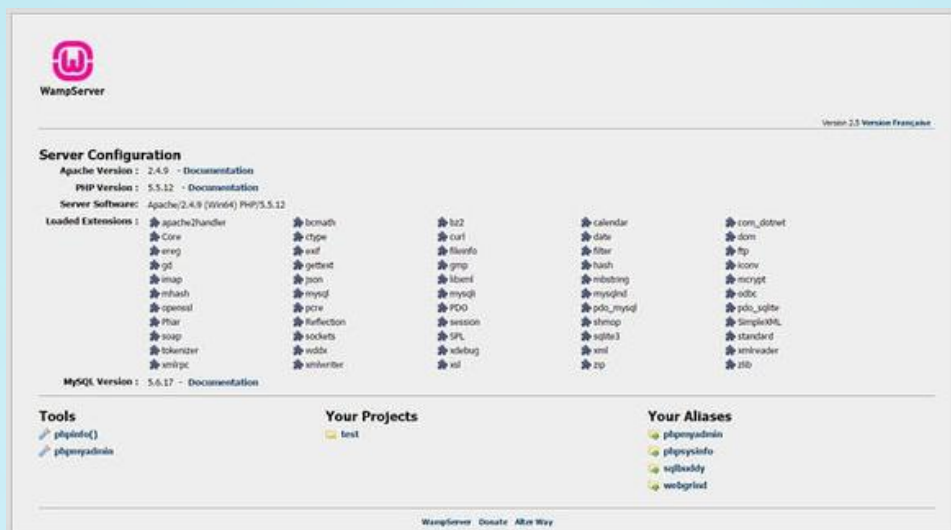 WampServer
Version 2.5 Version Française
Server Configuration
Apache Version : 2.4.9 - Documentation
PHP Version : 5.5.12 - Documentation
Server Software: Apache/2.4.9 (Win64) PHP/5.5.12
Loaded Extensions : apache2handler bcmath bz2 calendar com_dotnet
Core ctype curl date dom
ereg exif fileinfo filter ftp
gd gettext gmp hash iconv
imap json libxml mbstring mcrypt
mhash mysql mysqli mysqlnd odbc
openssl pcre PDO pdo_mysql pdo_sqlite
Phar Reflection session shmop SimpleXML
soap sockets SPL sqlite3 standard
tokenizer wddx xdebug xml xmlreader
xmlrpc xmlwriter xsl zip zlib
MySQL Version : 5.6.17 - Documentation
Tools Your Projects Your Aliases
phpinfo() test phpmyadmin
phpmyadmin phpsysinfo
sqlbuddy
webgrind
WampServer Donate Alter Way